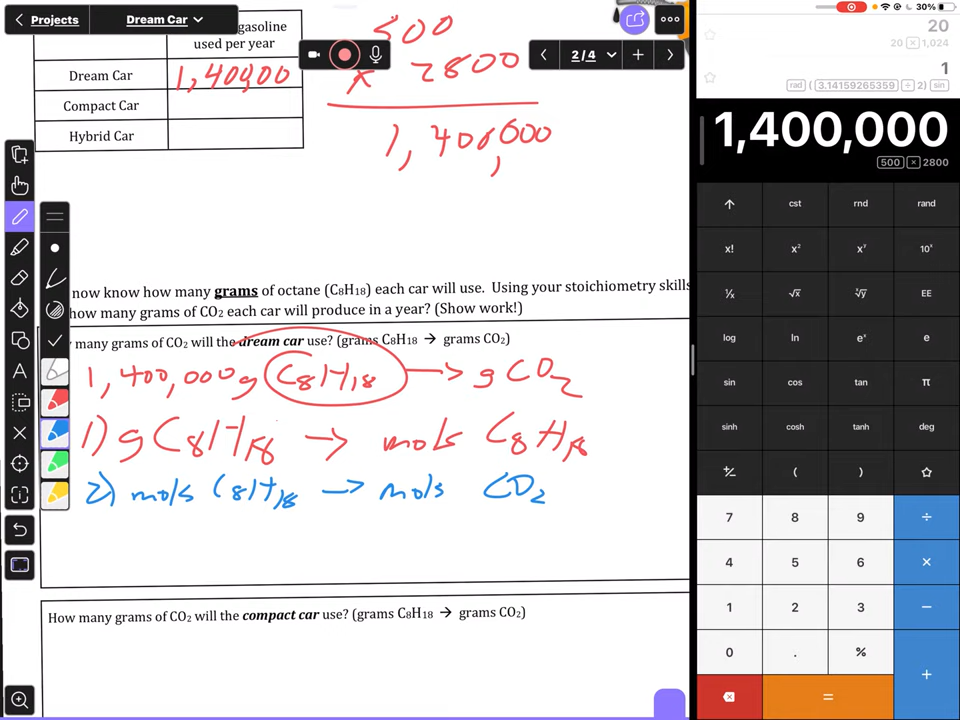 Projects
Dream Car
gasoline
used per year
Dream Car 1,40000
Compact Car
Hybrid Car
500
x 2800
1,400,000
2/4
now know how many grams of octane (C8H18) each car will use. Using your stoichiometry skills
how many grams of CO2 each car will produce in a year? (Show work!)
many grams of CO2 will the dream car use? (grams C8H18 → grams CO2)
1,400,000g C8H18 → g CO2
1) g C8H18 → mols C8H18
2) mols C8H18 → mols CO2
How many grams of CO2 will the compact car use? (grams C8H18 → grams CO2)
30%
20
20 × 1,024
1
rad ( 3.14159265359 ÷ 2) sin
1,400,000
500 × 2800
↑ cst rnd rand
x! x² xʸ 10ˣ
1/x √x ʸ√x EE
log ln eˣ e
sin cos tan π
sinh cosh tanh deg
+/- ( ) ☆
7 8 9 ÷
4 5 6 ×
1 2 3 −
0 . % +
=